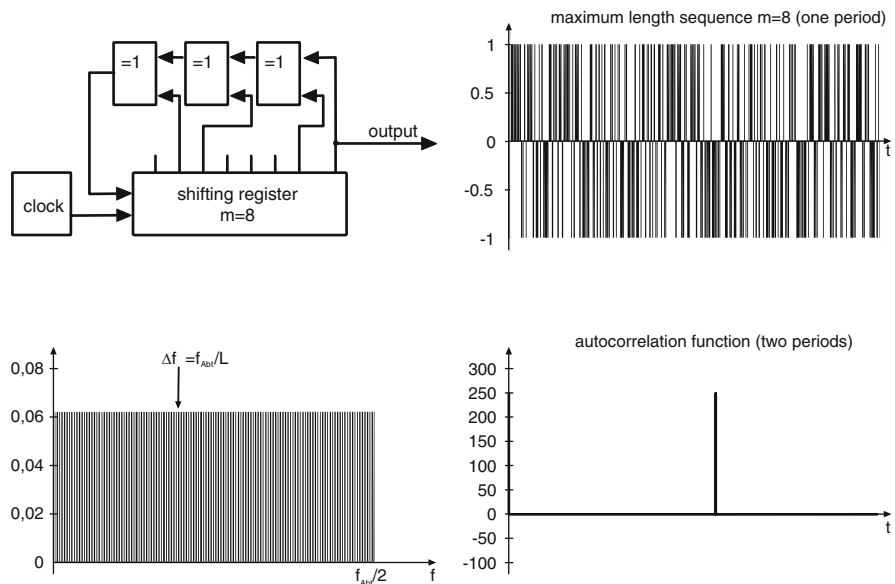 =1
=1
=1
output
clock
shifting register
m=8
maximum length sequence m=8 (one period)
1
0.5
0
-0.5
-1
t
0,08
0,06
0,04
0,02
0
Δf =f_Abt/L
f_Abt/2
f
autocorrelation function (two periods)
300
250
200
150
100
50
0
-50
-100
t